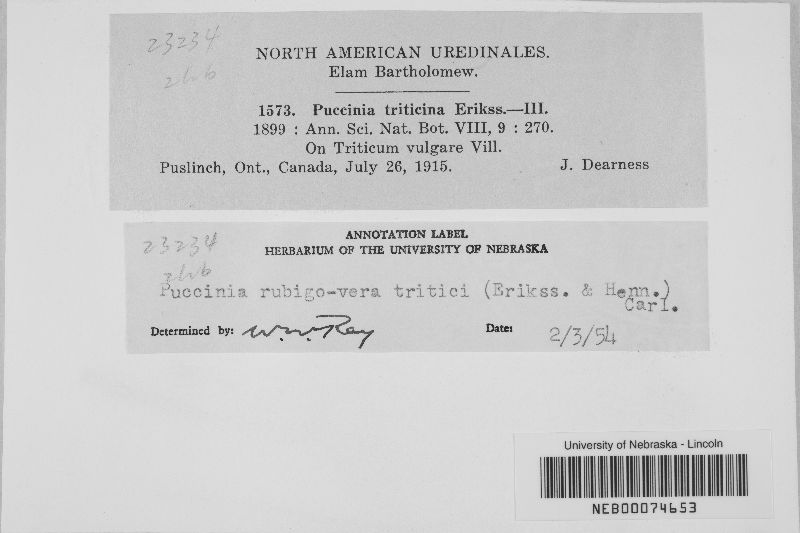 23234
NORTH AMERICAN UREDINALES.
Elam Bartholomew.
1573. Puccinia triticina Erikss.—III.
1899 : Ann. Sci. Nat. Bot. VIII, 9 : 270.
On Triticum vulgare Vill.
Puslinch, Ont., Canada, July 26, 1915. J. Dearness
ANNOTATION LABEL
HERBARIUM OF THE UNIVERSITY OF NEBRASKA
23234
Puccinia rubigo-vera tritici (Erikss. & Henn.)
Carl.
Determined by: W.W. Ray Date: 2/3/54
University of Nebraska - Lincoln
NEB00074653